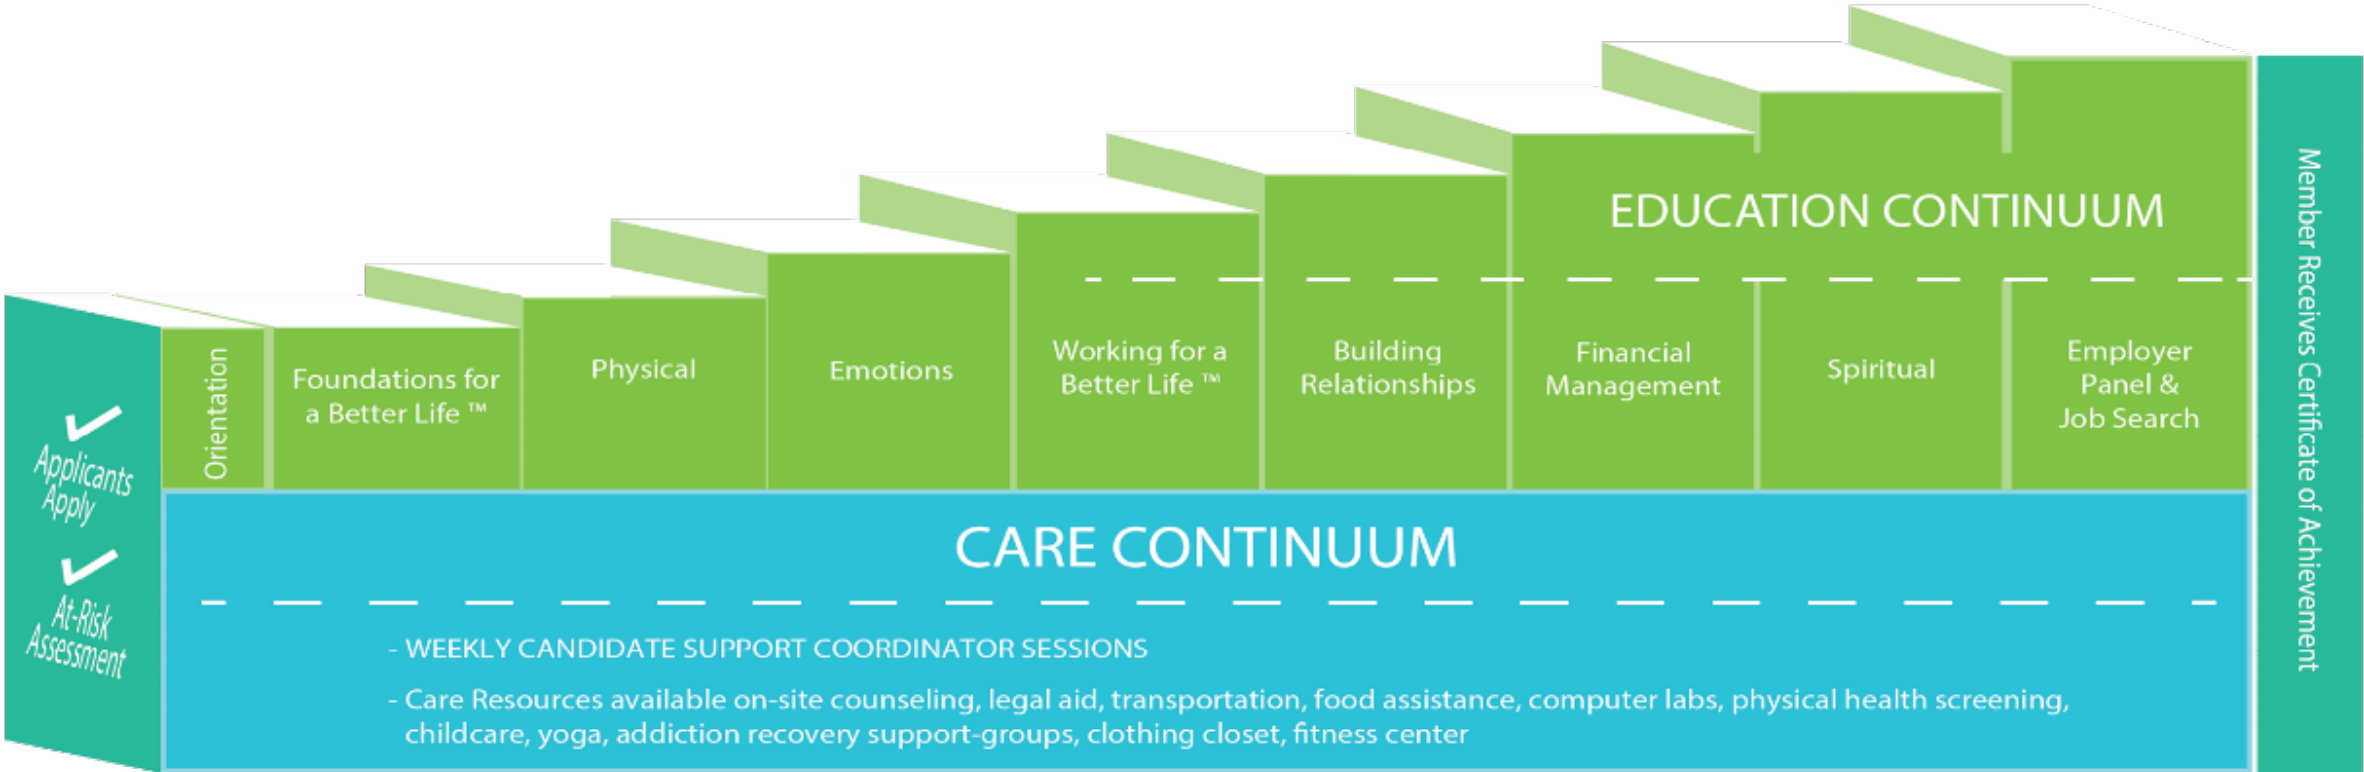 Applicants
Apply
At-Risk
Assessment
Orientation
Foundations for
a Better Life ™
Physical
Emotions
Working for a
Better Life ™
Building
Relationships
Financial
Management
Spiritual
Employer
Panel &
Job Search
EDUCATION CONTINUUM
CARE CONTINUUM
- WEEKLY CANDIDATE SUPPORT COORDINATOR SESSIONS
- Care Resources available on-site counseling, legal aid, transportation, food assistance, computer labs, physical health screening,
childcare, yoga, addiction recovery support-groups, clothing closet, fitness center
Member Receives Certificate of Achievement